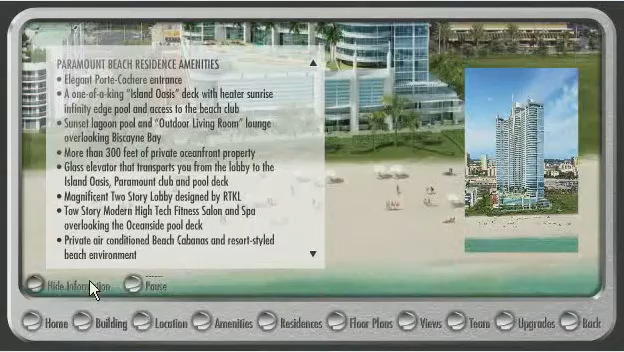 PARAMOUNT BEACH RESIDENCE AMENITIES
• Elegant Porte-Cochere entrance
• A one-of-a-king "Island Oasis" deck with heater sunrise
infinity edge pool and access to the beach club
• Sunset lagoon pool and "Outdoor Living Room" lounge
overlooking Biscayne Bay
• More than 300 feet of private oceanfront property
• Glass elevator that transports you from the lobby to the
Island Oasis, Paramount club and pool deck
• Magnificent Two Story Lobby designed by RTKL
• Tow Story Modern High Tech Fitness Salon and Spa
overlooking the Oceanside pool deck
• Private air conditioned Beach Cabanas and resort-styled
beach environment
Hide Information Pause
Home Building Location Amenities Residences Floor Plans Views Team Upgrades Back